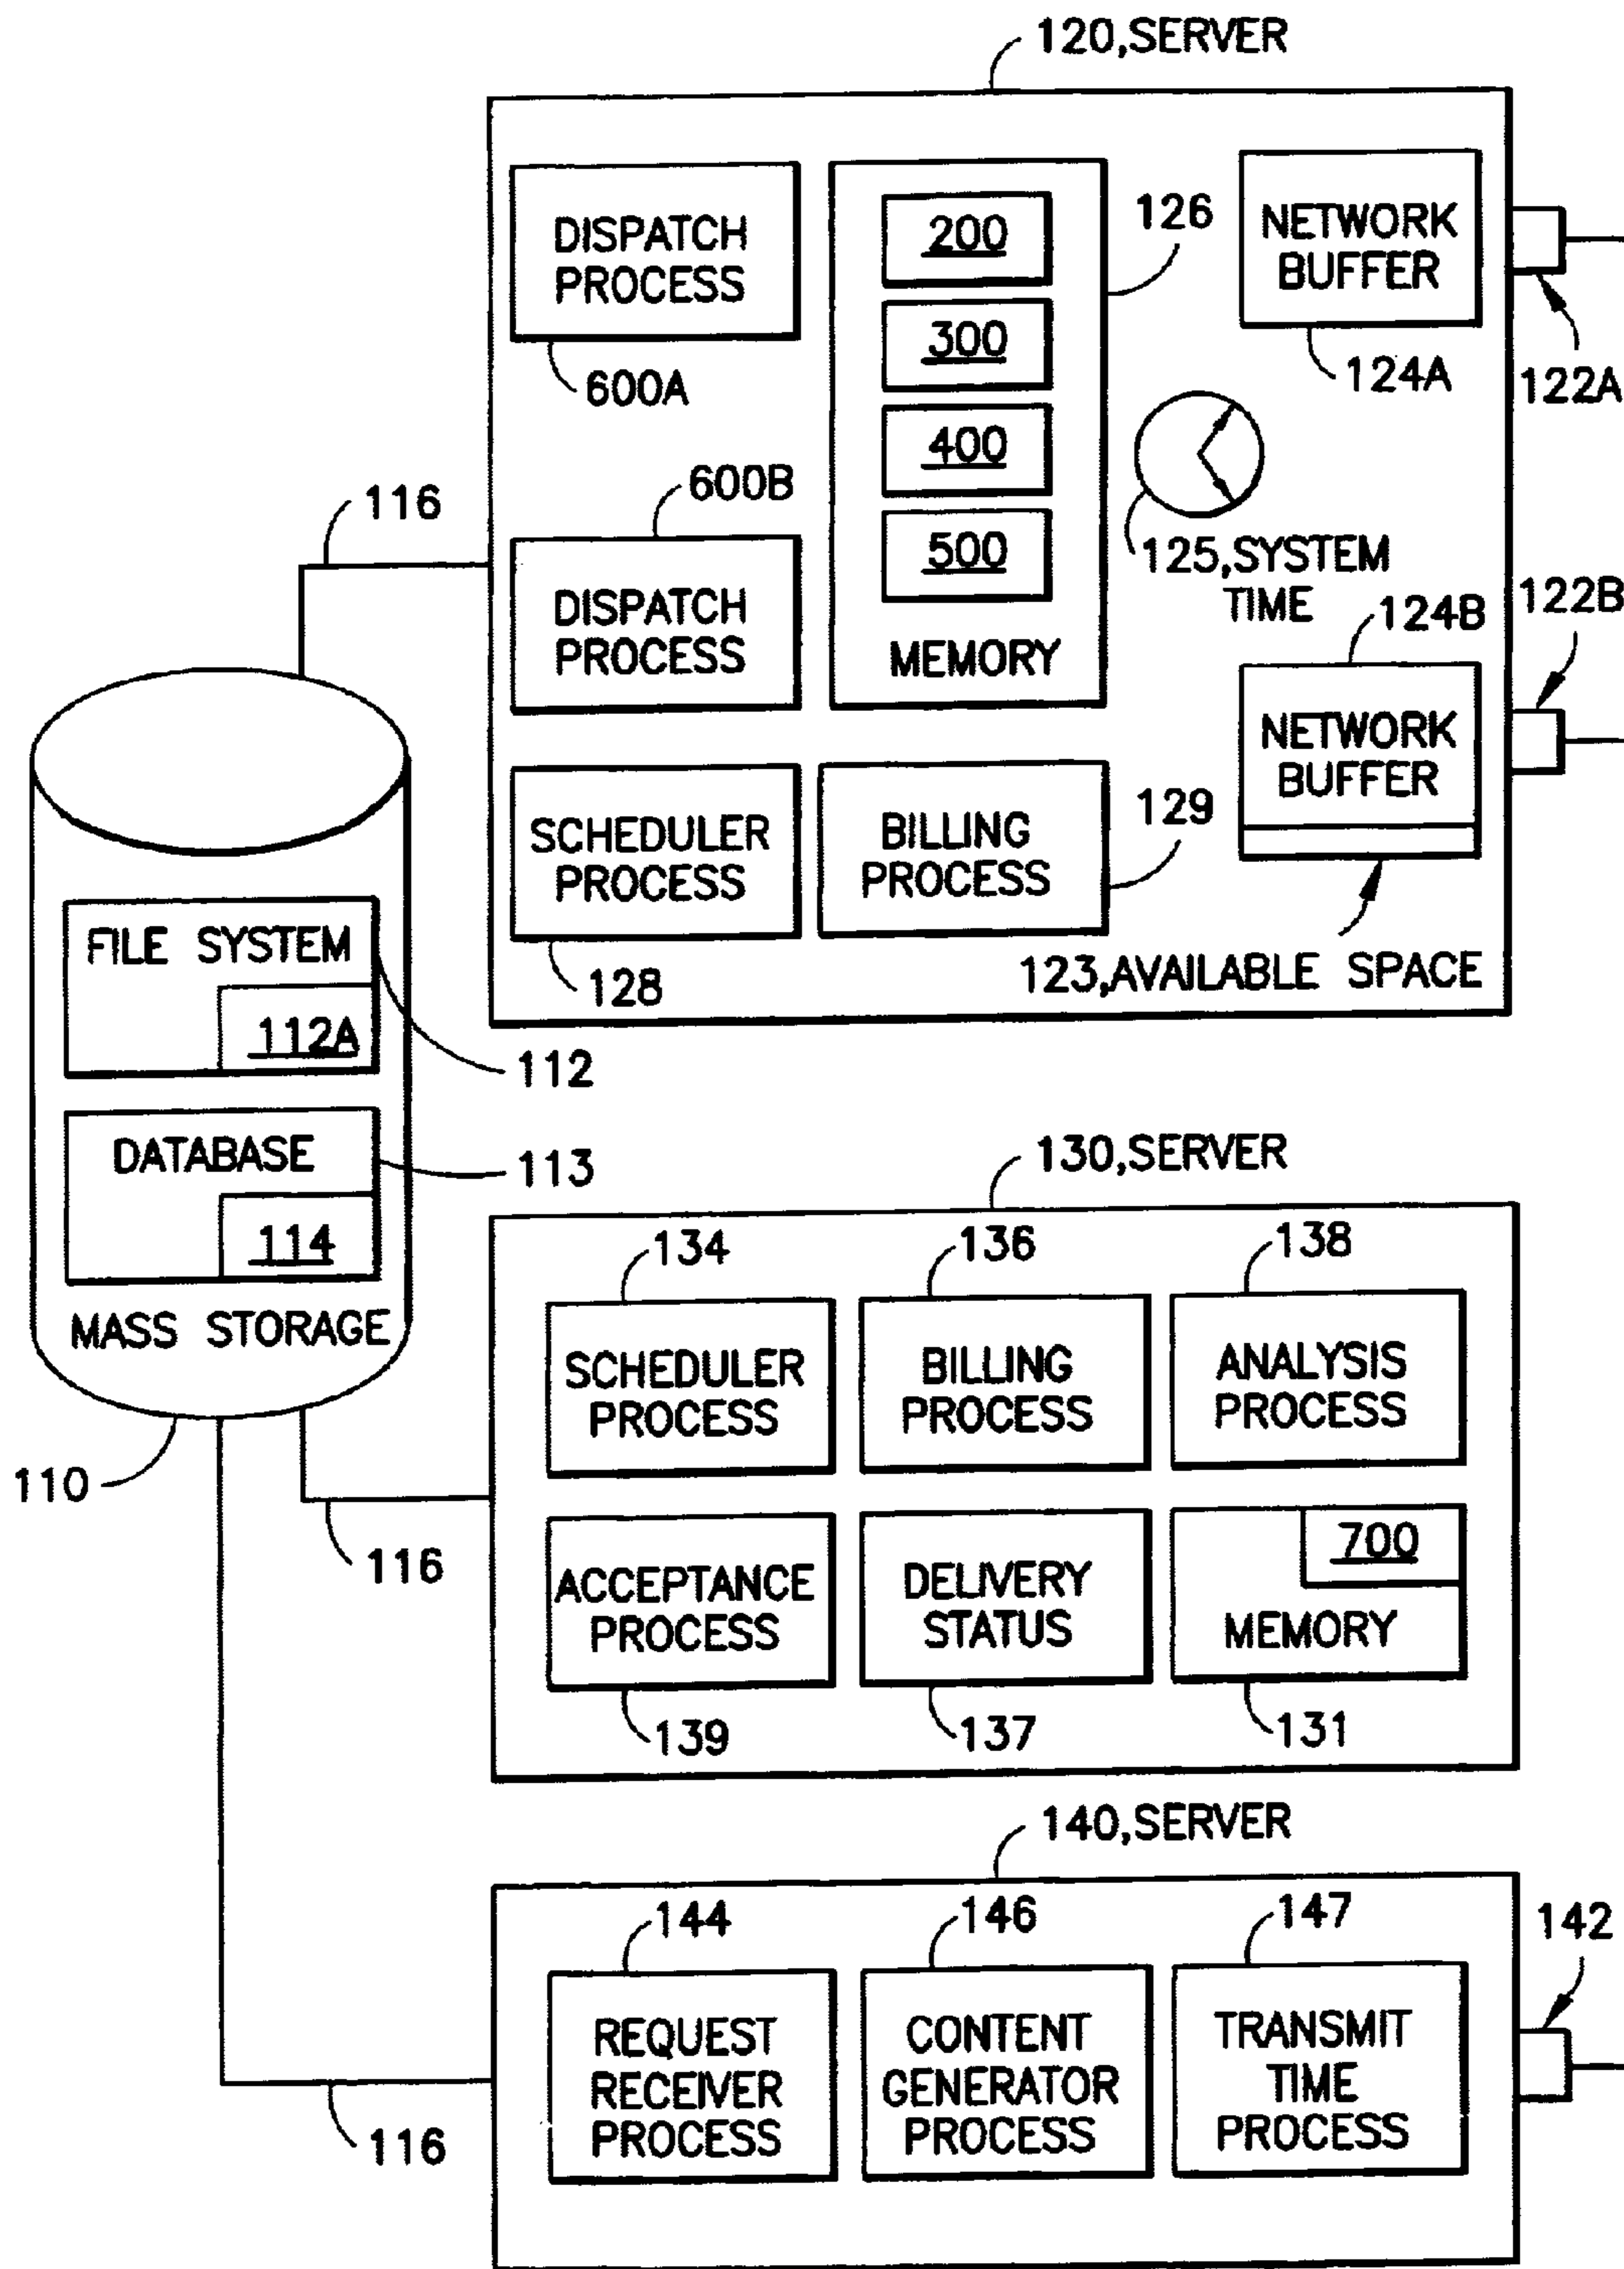 120,SERVER
DISPATCH
PROCESS
600A
200
300
400
500
MEMORY
126
NETWORK
BUFFER
124A
122A
125,SYSTEM
TIME
116
600B
DISPATCH
PROCESS
124B
122B
NETWORK
BUFFER
SCHEDULER
PROCESS
128
BILLING
PROCESS
129
123,AVAILABLE SPACE
FILE SYSTEM
112A
112
DATABASE
114
113
MASS STORAGE
110
130,SERVER
134
136
138
SCHEDULER
PROCESS
BILLING
PROCESS
ANALYSIS
PROCESS
116
ACCEPTANCE
PROCESS
139
DELIVERY
STATUS
137
700
MEMORY
131
140,SERVER
144
146
147
142
REQUEST
RECEIVER
PROCESS
CONTENT
GENERATOR
PROCESS
TRANSMIT
TIME
PROCESS
116